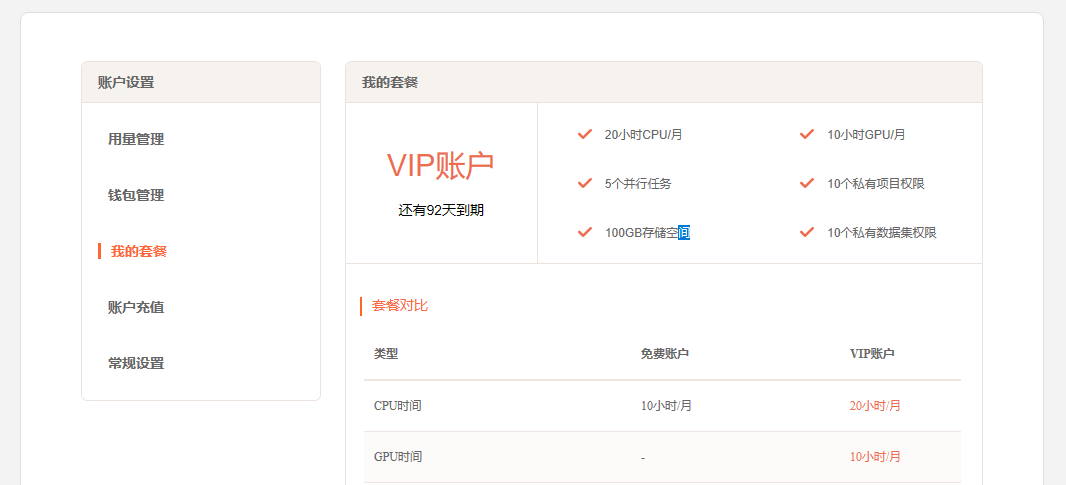 账户设置
用量管理
钱包管理
我的套餐
账户充值
常规设置
我的套餐
VIP账户
还有92天到期
20小时CPU/月
10小时GPU/月
5个并行任务
10个私有项目权限
100GB存储空间
10个私有数据集权限
套餐对比
类型 免费账户 VIP账户
CPU时间 10小时/月 20小时/月
GPU时间 - 10小时/月